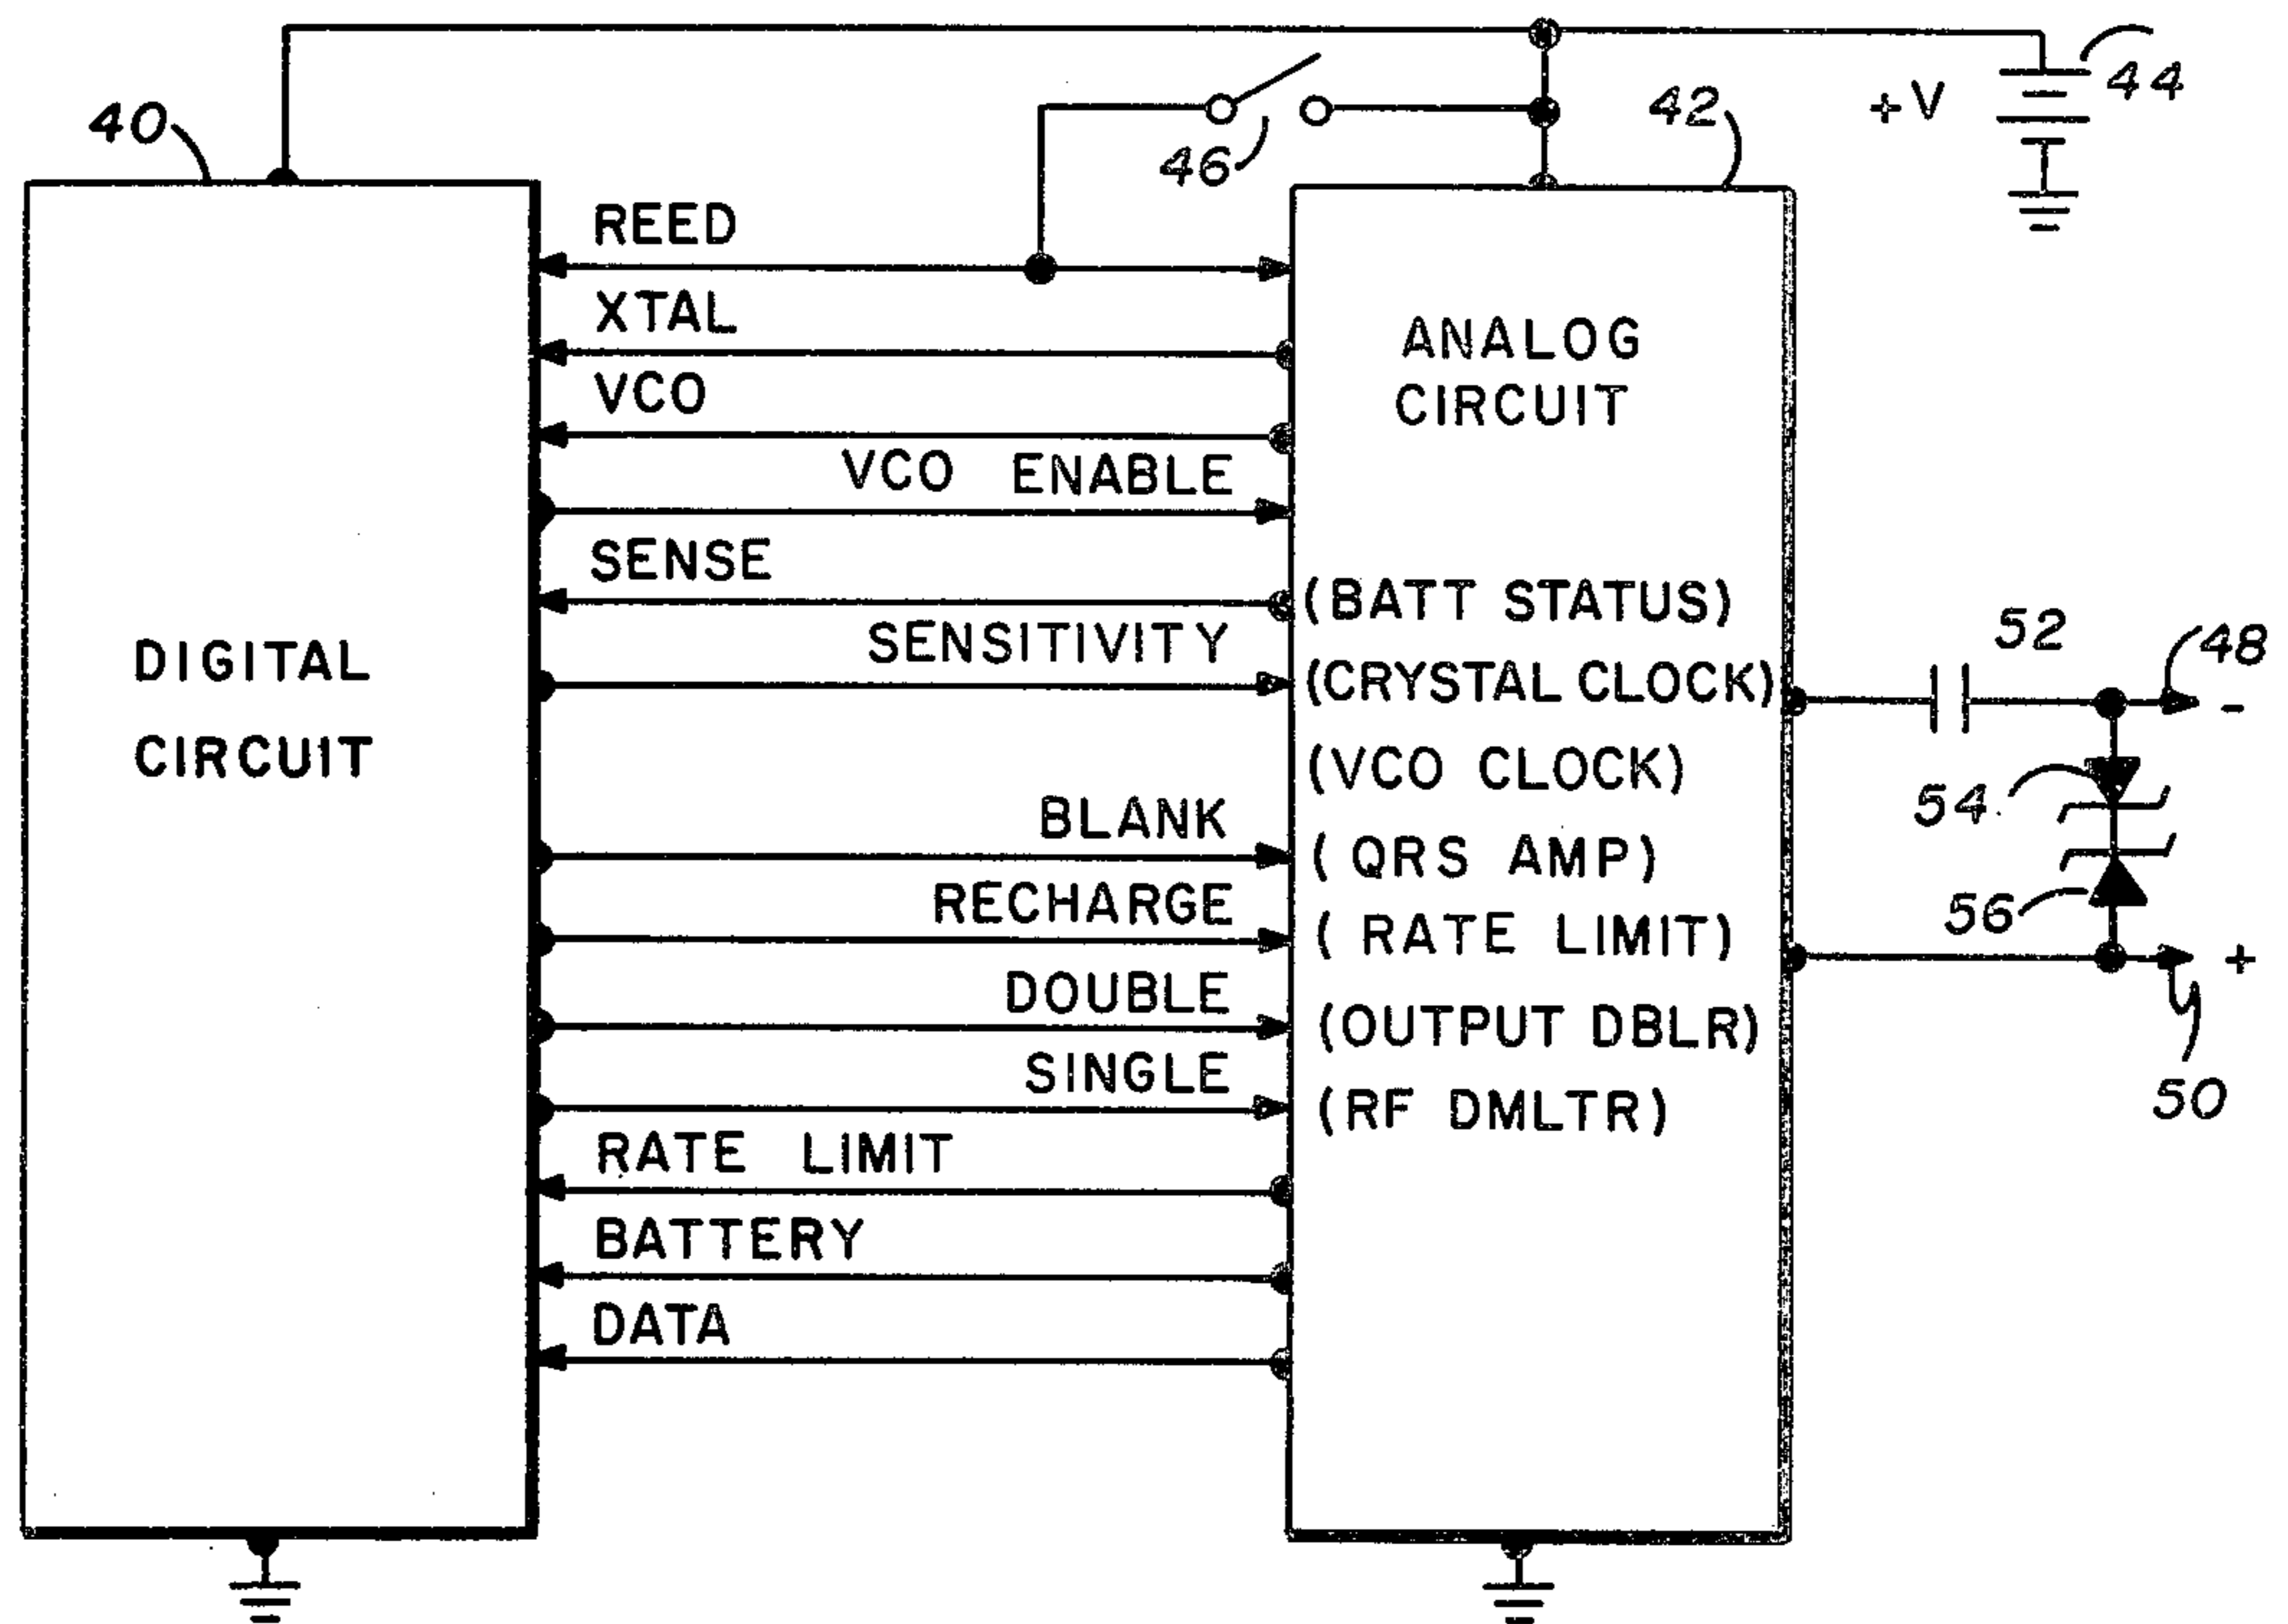 44
+V
42
40
46
REED
XTAL
ANALOG
CIRCUIT
VCO
VCO ENABLE
SENSE
(BATT STATUS)
SENSITIVITY
DIGITAL
CIRCUIT
(CRYSTAL CLOCK)
52
48
-
(VCO CLOCK)
54
BLANK
(QRS AMP)
RECHARGE
(RATE LIMIT)
56
+
DOUBLE
(OUTPUT DBLR)
SINGLE
(RF DMLTR)
50
RATE LIMIT
BATTERY
DATA